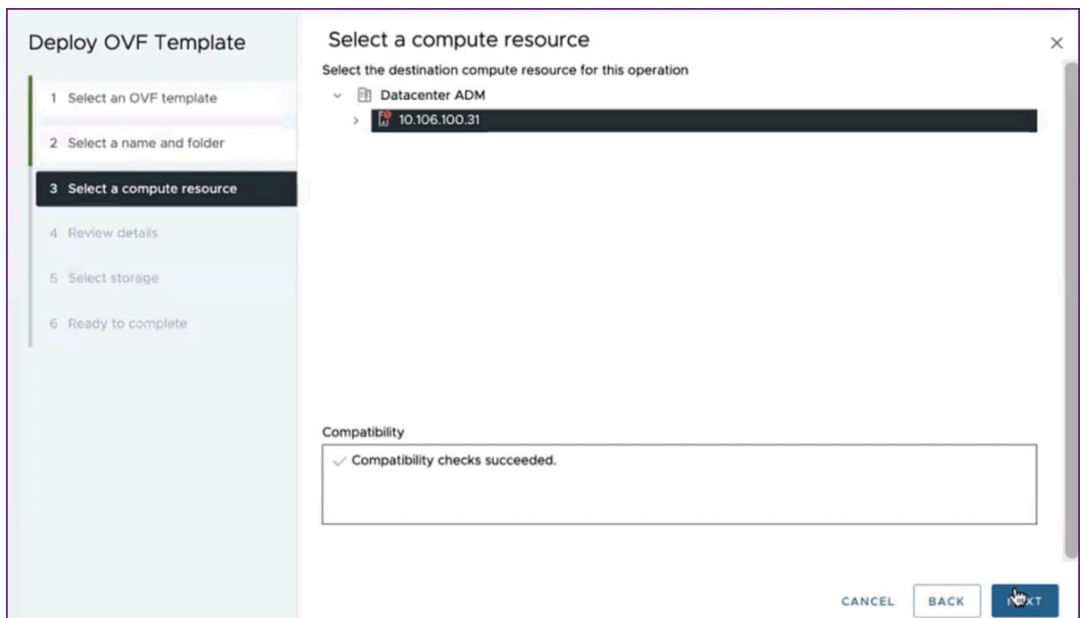 Deploy OVF Template
1 Select an OVF template
2 Select a name and folder
3 Select a compute resource
4 Review details
5 Select storage
6 Ready to complete
Select a compute resource
Select the destination compute resource for this operation
Datacenter ADM
10.106.100.31
Compatibility
Compatibility checks succeeded.
CANCEL
BACK
NEXT